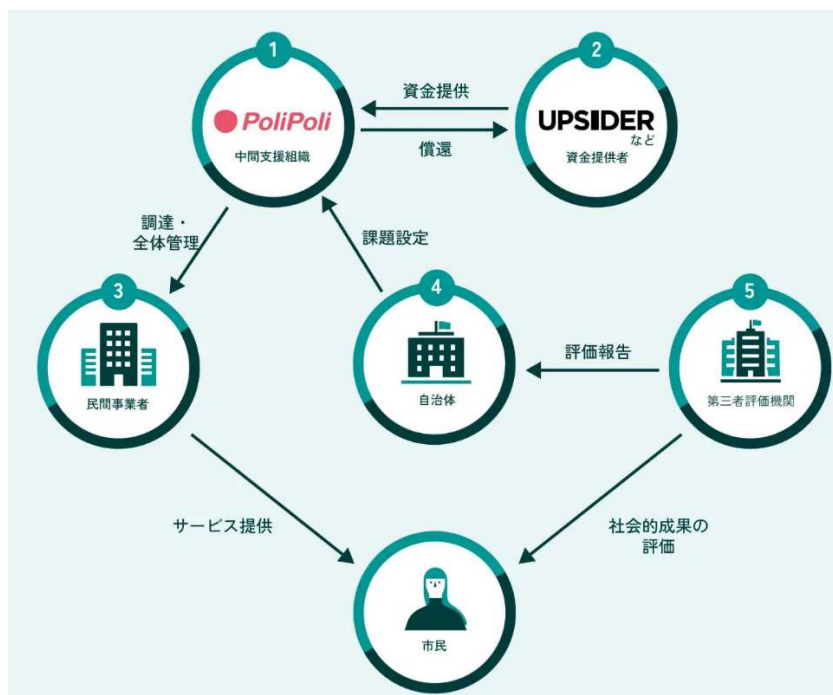 1
PoliPoli
中間支援組織
資金提供
償還
2
UPSIDER
など
資金提供者
調達・
全体管理
課題設定
3
民間事業者
4
自治体
評価報告
5
第三者評価機関
サービス提供
社会的成果の
評価
市民